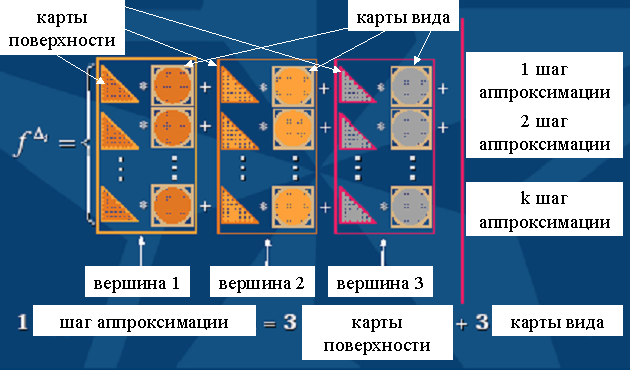 карты
поверхности
карты вида
f^Δi =
* + * + * +
* + * + * +
* + * + *
1 шаг
аппроксимации
2 шаг
аппроксимации
k шаг
аппроксимации
вершина 1
вершина 2
вершина 3
1 шаг аппроксимации = 3 карты
поверхности
+ 3 карты вида